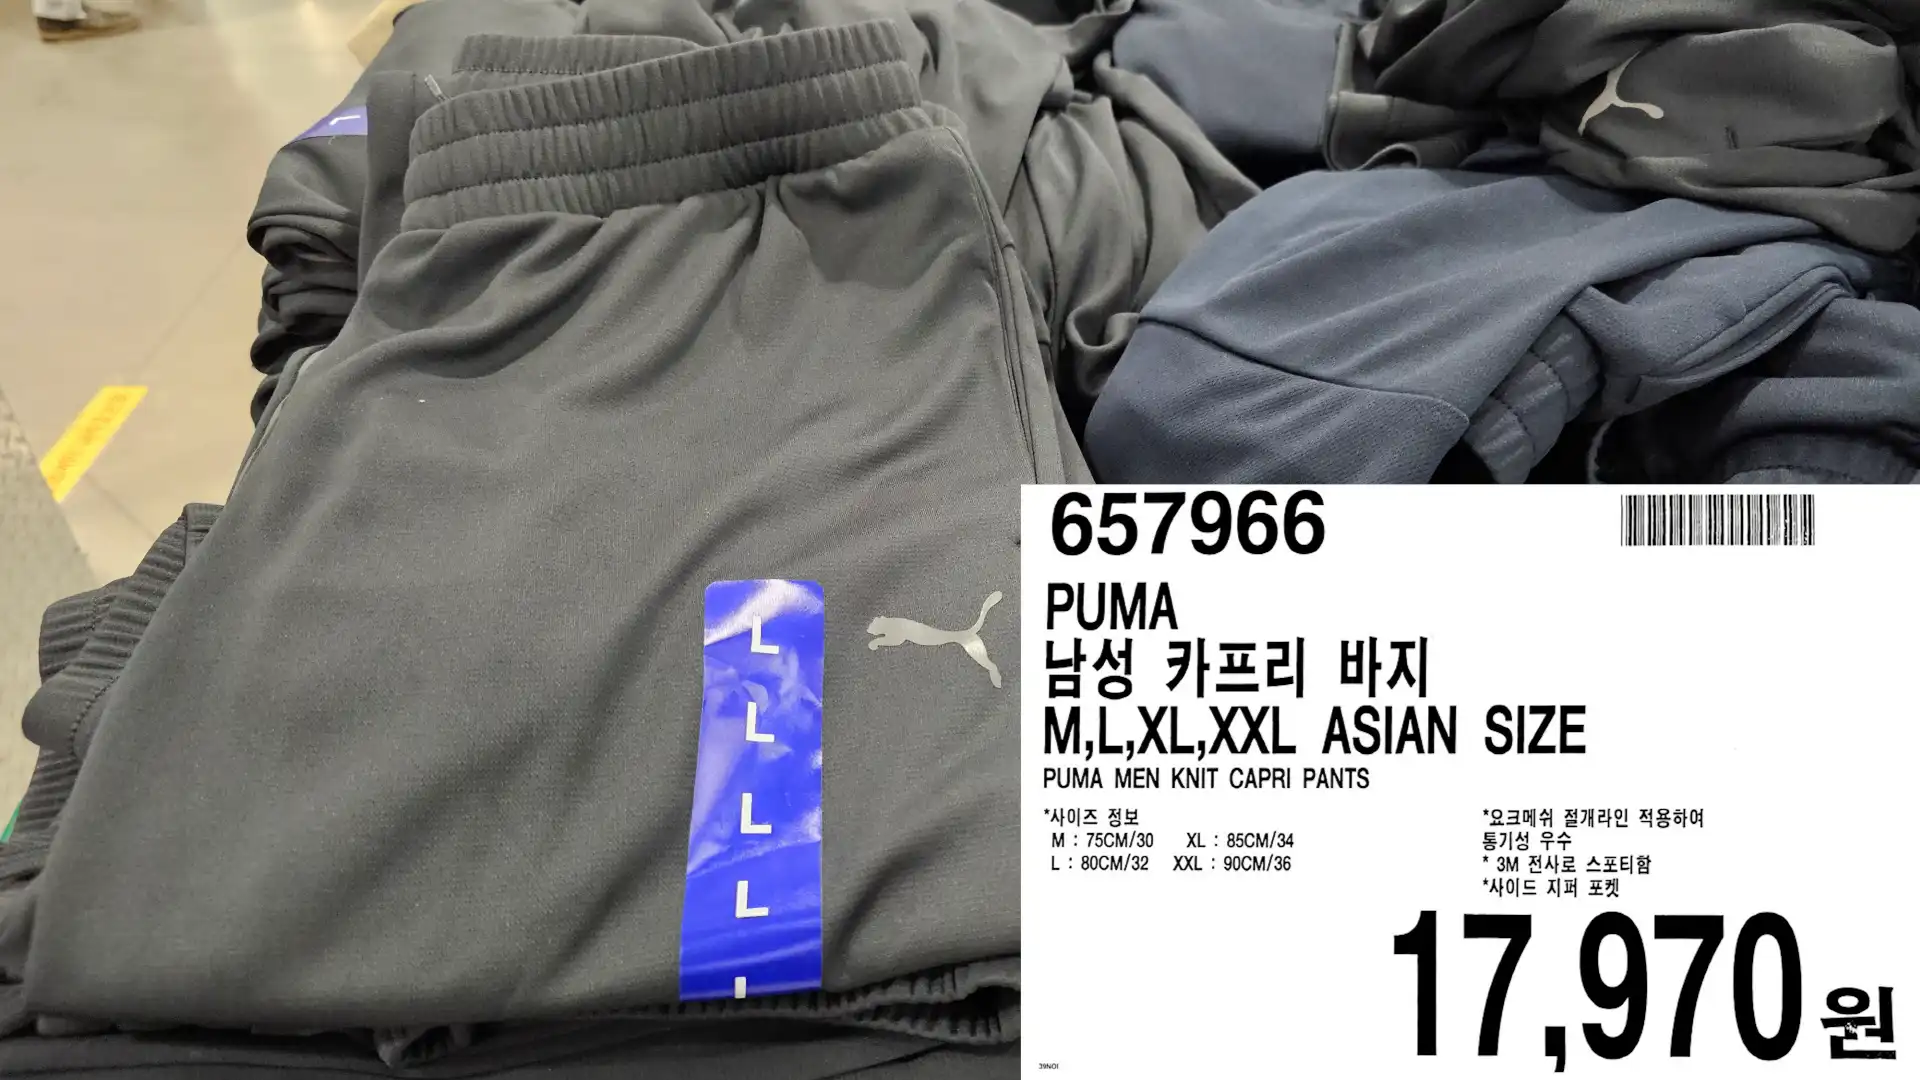 L
L
L
L
L
657966
PUMA
남성 카프리 바지
M,L,XL,XXL ASIAN SIZE
PUMA MEN KNIT CAPRI PANTS
*사이즈 정보
M : 75CM/30 XL : 85CM/34
L : 80CM/32 XXL : 90CM/36
*요크메쉬 절개라인 적용하여
통기성 우수
* 3M 전사로 스포티함
*사이드 지퍼 포켓
17,970 원
39NOI